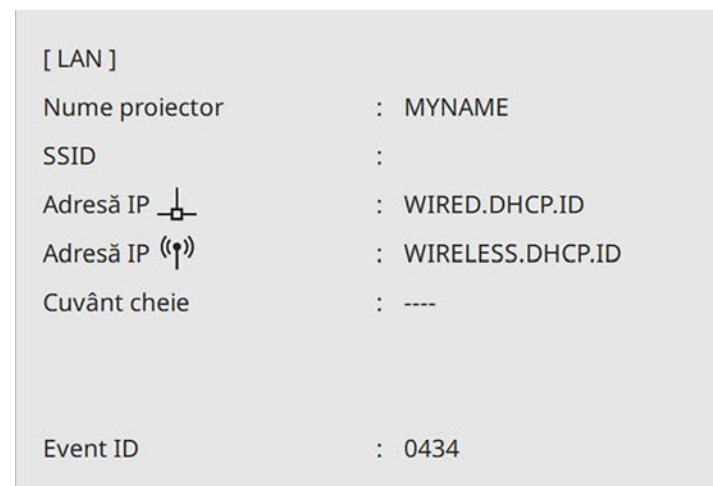 [ LAN ]
Nume proiector : MYNAME
SSID :
Adresă IP : WIRED.DHCP.ID
Adresă IP : WIRELESS.DHCP.ID
Cuvânt cheie : ----
Event ID : 0434